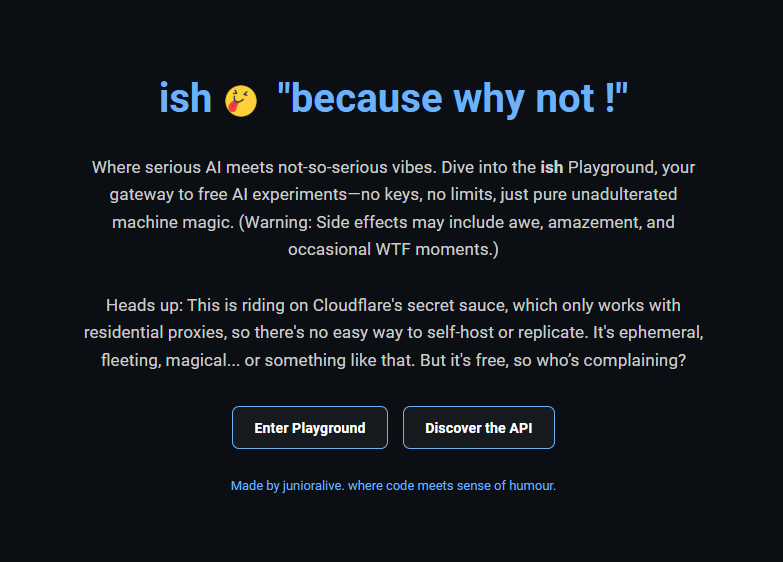 ish 🤪 "because why not !"
Where serious AI meets not-so-serious vibes. Dive into the ish Playground, your
gateway to free AI experiments—no keys, no limits, just pure unadulterated
machine magic. (Warning: Side effects may include awe, amazement, and
occasional WTF moments.)
Heads up: This is riding on Cloudflare's secret sauce, which only works with
residential proxies, so there's no easy way to self-host or replicate. It's ephemeral,
fleeting, magical... or something like that. But it's free, so who’s complaining?
Enter Playground
Discover the API
Made by junioralive. where code meets sense of humour.